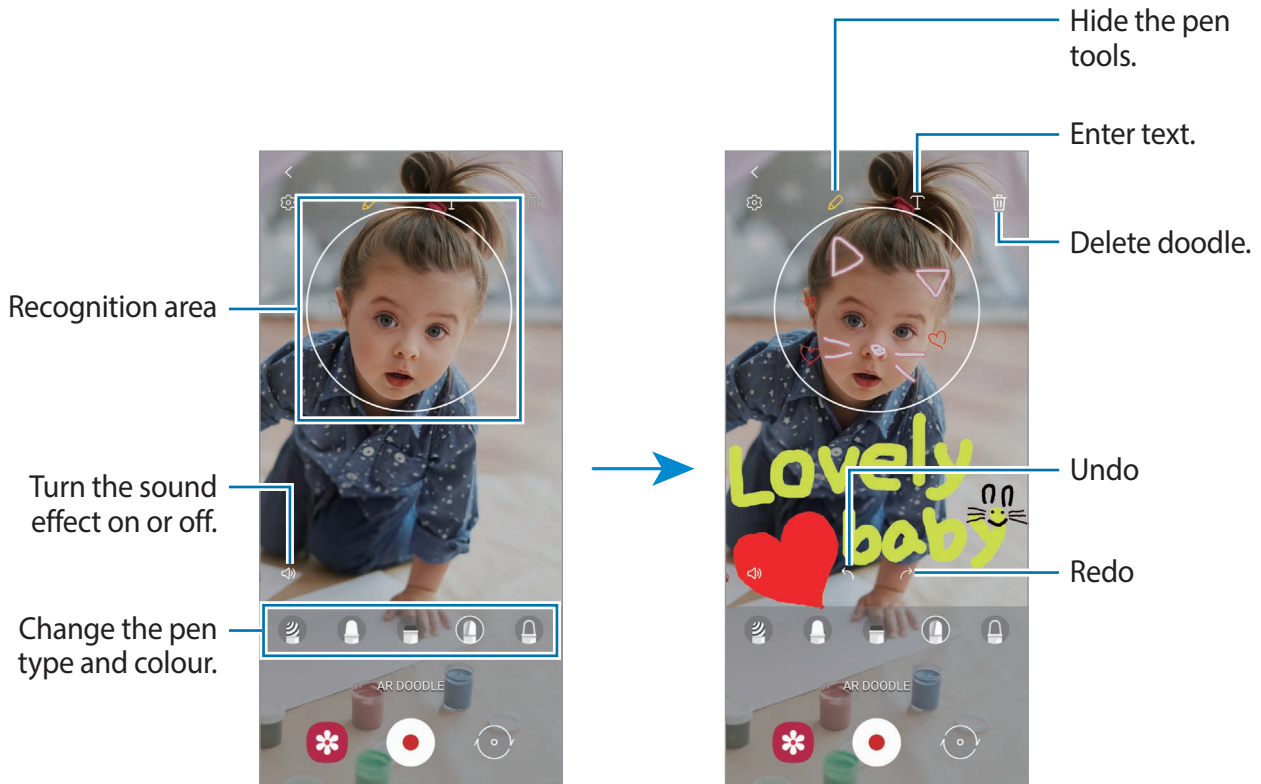 Hide the pen
tools.
Enter text.
Delete doodle.
Recognition area
Turn the sound
effect on or off.
Change the pen
type and colour.
AR DOODLE
T
Lovely
baby
Undo
Redo
AR DOODLE